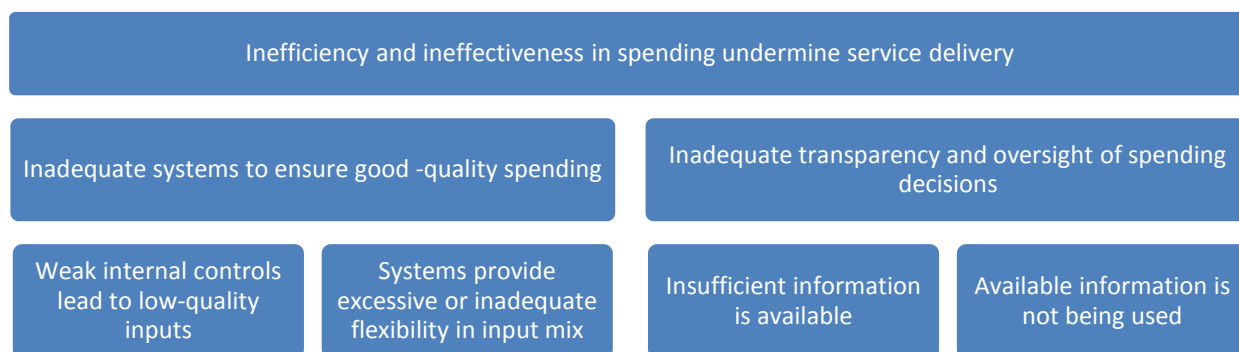 Inefficiency and ineffectiveness in spending undermine service delivery
Inadequate systems to ensure good -quality spending
Inadequate transparency and oversight of spending
decisions
Weak internal controls
lead to low-quality
inputs
Systems provide
excessive or inadequate
flexibility in input mix
Insufficient information
is available
Available information is
not being used